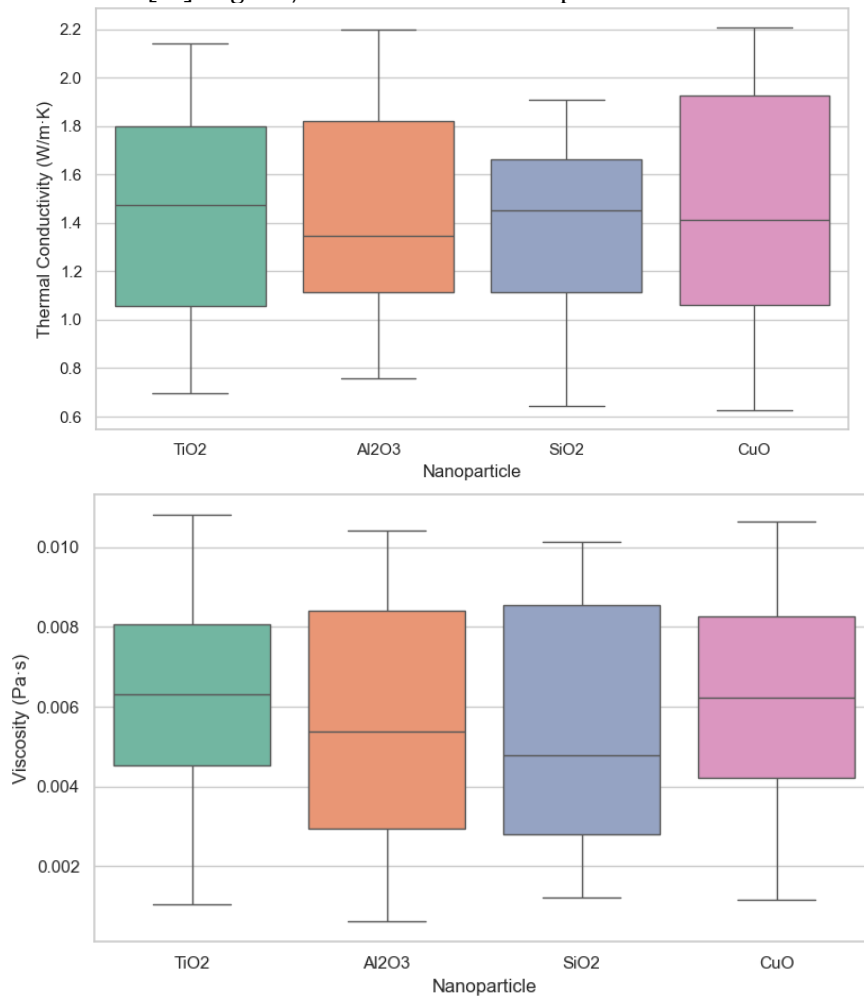 2.2
2.0
1.8
1.6
1.4
1.2
1.0
0.8
0.6
Thermal Conductivity (W/m·K)
TiO2 Al2O3 SiO2 CuO
Nanoparticle
0.010
0.008
0.006
0.004
0.002
Viscosity (Pa·s)
TiO2 Al2O3 SiO2 CuO
Nanoparticle